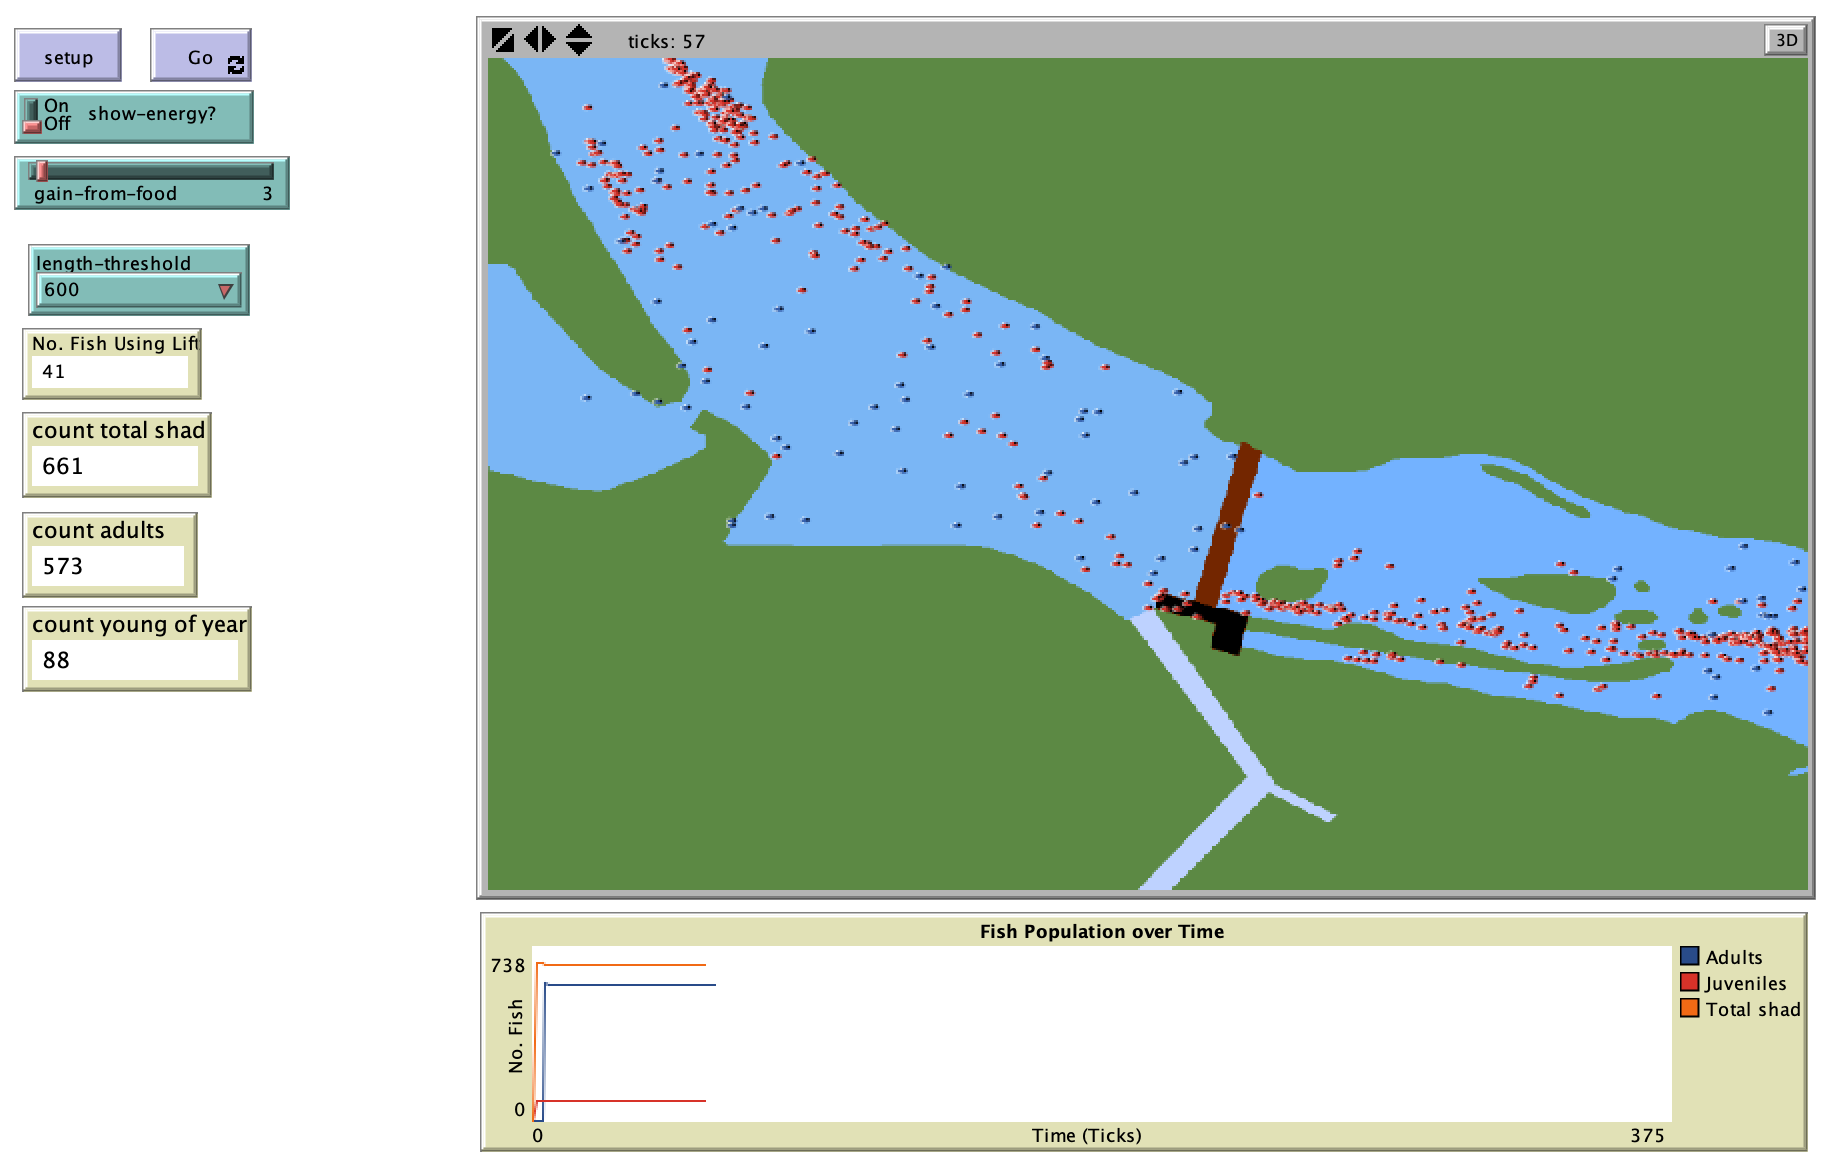 setup
Go
On
Off
show-energy?
gain-from-food 3
length-threshold
600
No. Fish Using Lift
41
count total shad
661
count adults
573
count young of year
88
ticks: 57
3D
Fish Population over Time
738
No. Fish
0
0
Time (Ticks)
375
Adults
Juveniles
Total shad